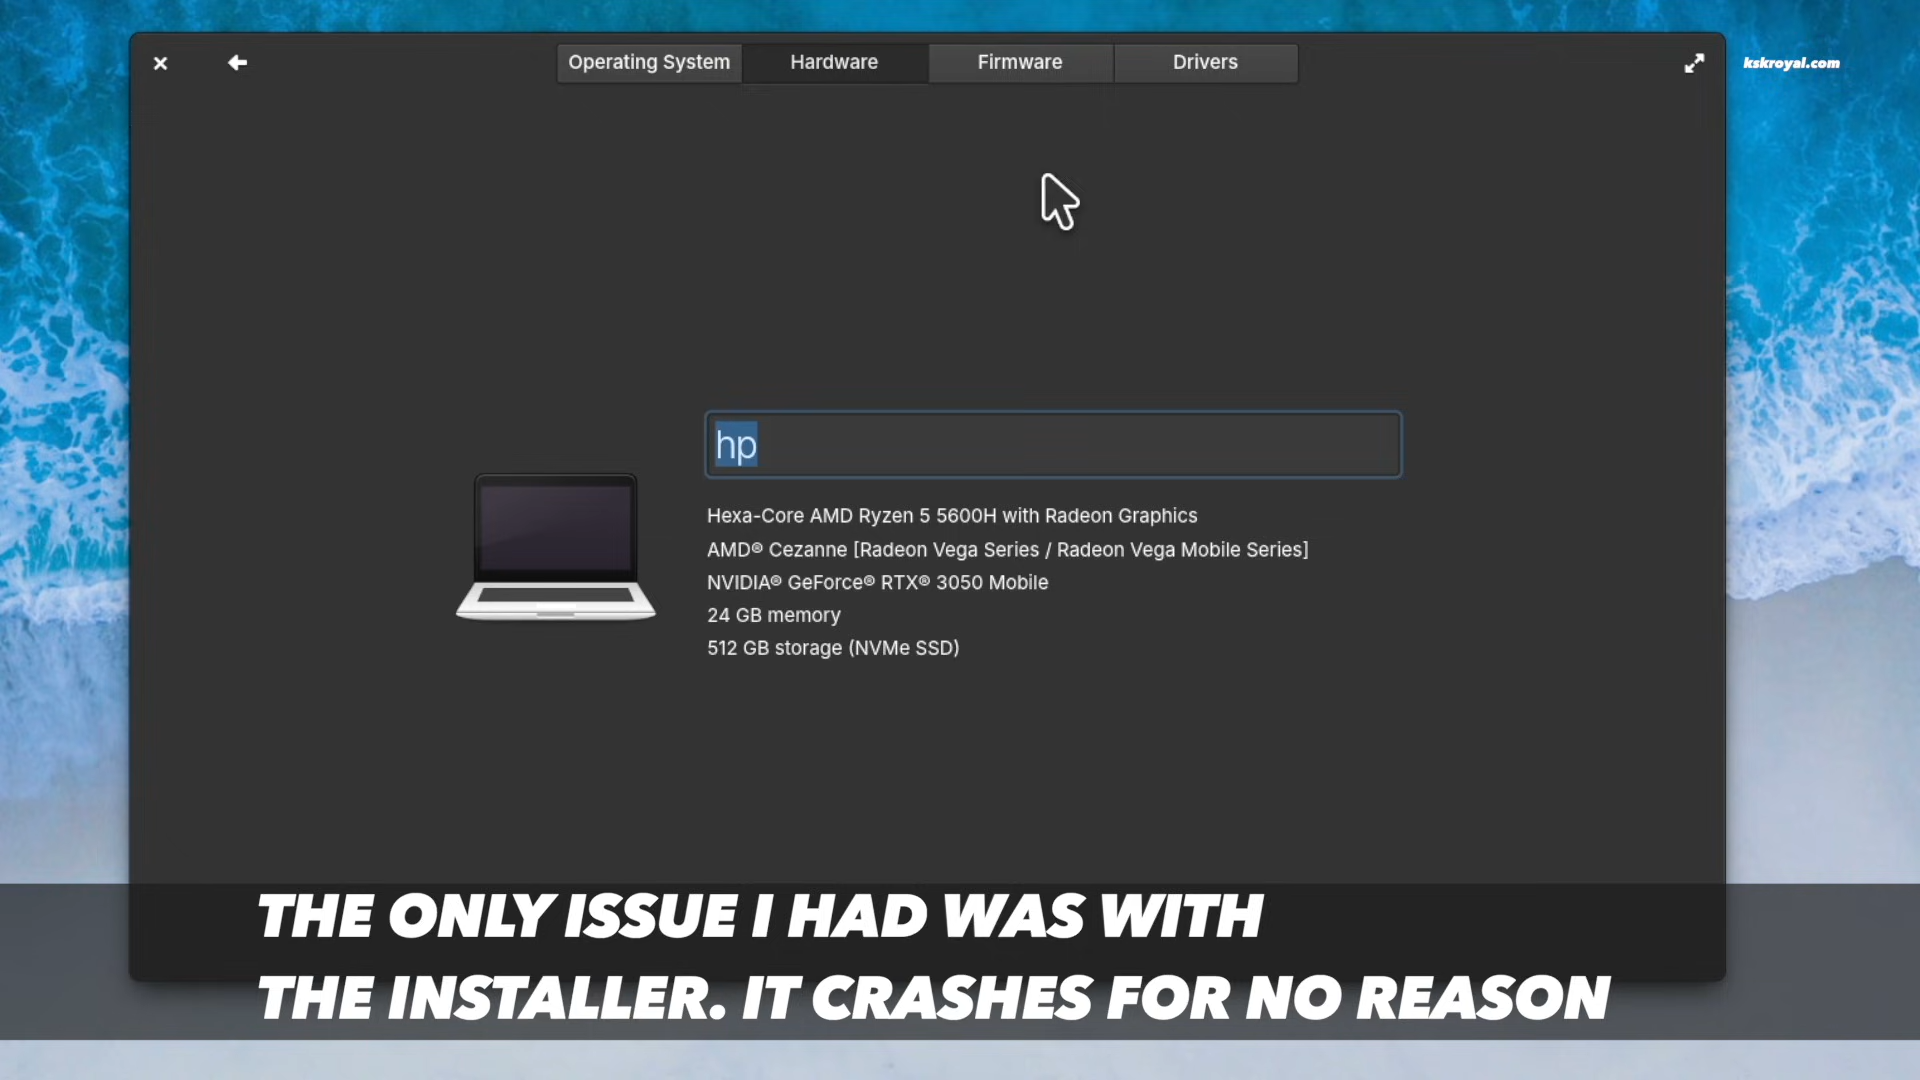 Operating System
Hardware
Firmware
Drivers
kskroyal.com
hp
Hexa-Core AMD Ryzen 5 5600H with Radeon Graphics
AMD® Cezanne [Radeon Vega Series / Radeon Vega Mobile Series]
NVIDIA® GeForce® RTX® 3050 Mobile
24 GB memory
512 GB storage (NVMe SSD)
THE ONLY ISSUE I HAD WAS WITH
THE INSTALLER. IT CRASHES FOR NO REASON